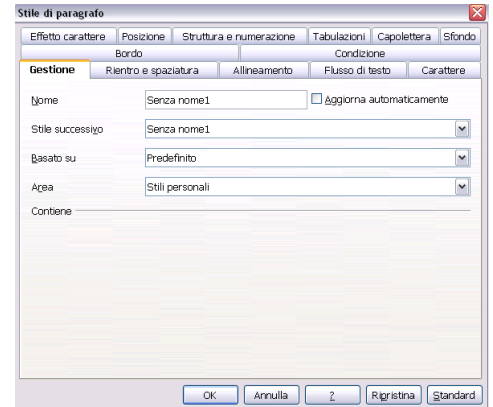 Stile di paragrafo
Effetto carattere Posizione Struttura e numerazione Tabulazioni Capolettera Sfondo
Bordo Condizione
Gestione Rientro e spaziatura Allineamento Flusso di testo Carattere
Nome Senza nome1 Aggiorna automaticamente
Stile successivo Senza nome1
Basato su Predefinito
Area Stili personali
Contiene
OK Annulla ? Ripristina Standard